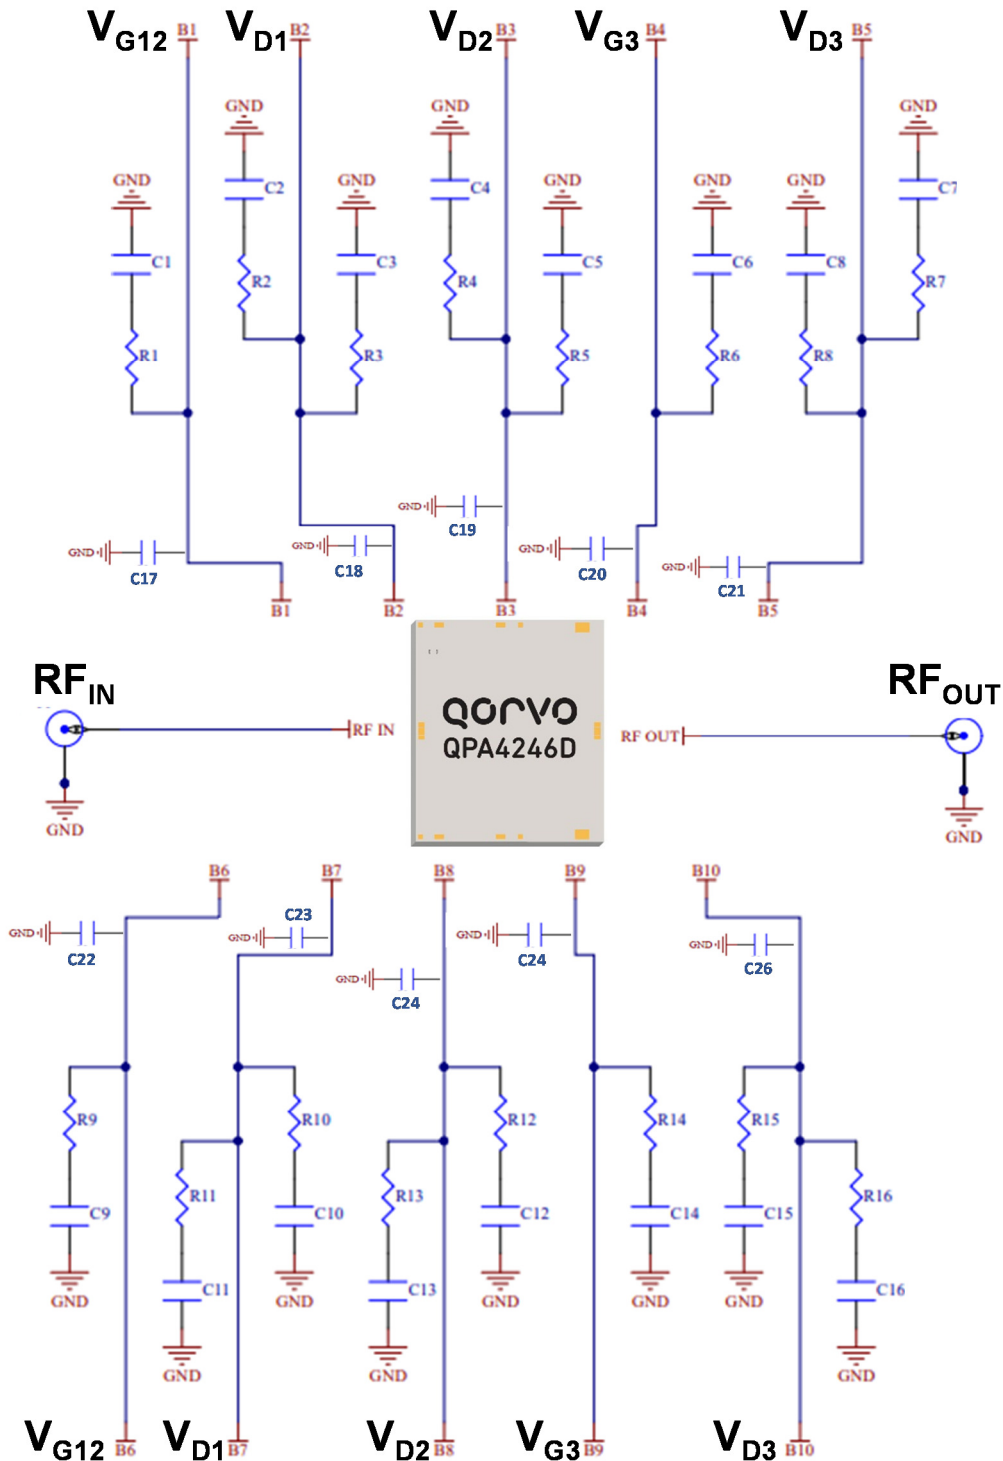 VG12 B1 VD1 B2 VD2 B3 VG3 B4 VD3 B5
GND GND GND
C2 C4 C7
GND GND GND GND GND
C1 C3 C5 C6 C8
R2 R4 R7
R1 R3 R5 R6 R8
GND C19
GND C17 GND C18 GND C20 GND C21
B1 B2 B3 B4 B5
RFIN RFOUT
QORVO
RF IN RF OUT
QPA4246D
GND GND
B6 B7 B8 B9 B10
GND C22 GND C23 GND C24 GND C26
GND C24
R9 R10 R12 R14 R15
R11 R13 R16
C9 C10 C12 C14 C15
C11 C13 C16
GND GND GND GND GND
GND GND GND
VG12 B6 VD1 B7 VD2 B8 VG3 B9 VD3 B10